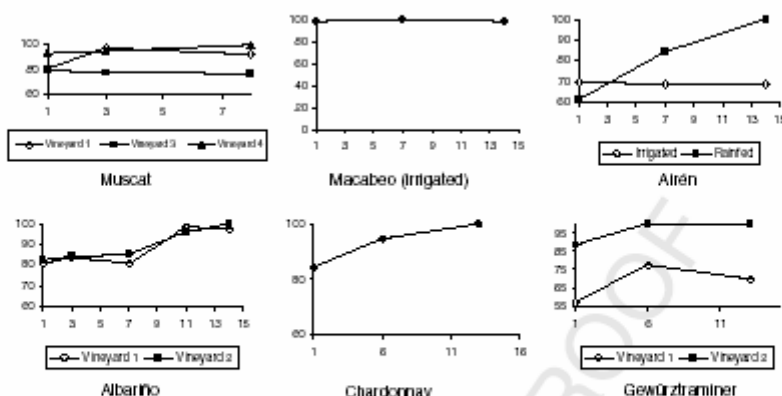 100
80
60
1 3 5 7
Vineyard 1 Vineyard 3 Vineyard 4
Muscat
100
80
60
40
20
0
1 3 5 7 9 11 13 15
Macabeo (Irrigated)
100
90
80
70
60
1 3 5 7 9 11 13 15
Irrigated Rainfed
Airén
100
90
80
70
60
1 3 5 7 9 11 13 15
Vineyard 1 Vineyard 2
Albariño
100
80
60
1 6 11 16
Chardonnay
95
85
75
65
55
1 6 11
Vineyard 1 Vineyard 2
Gewürztraminer
ROOF